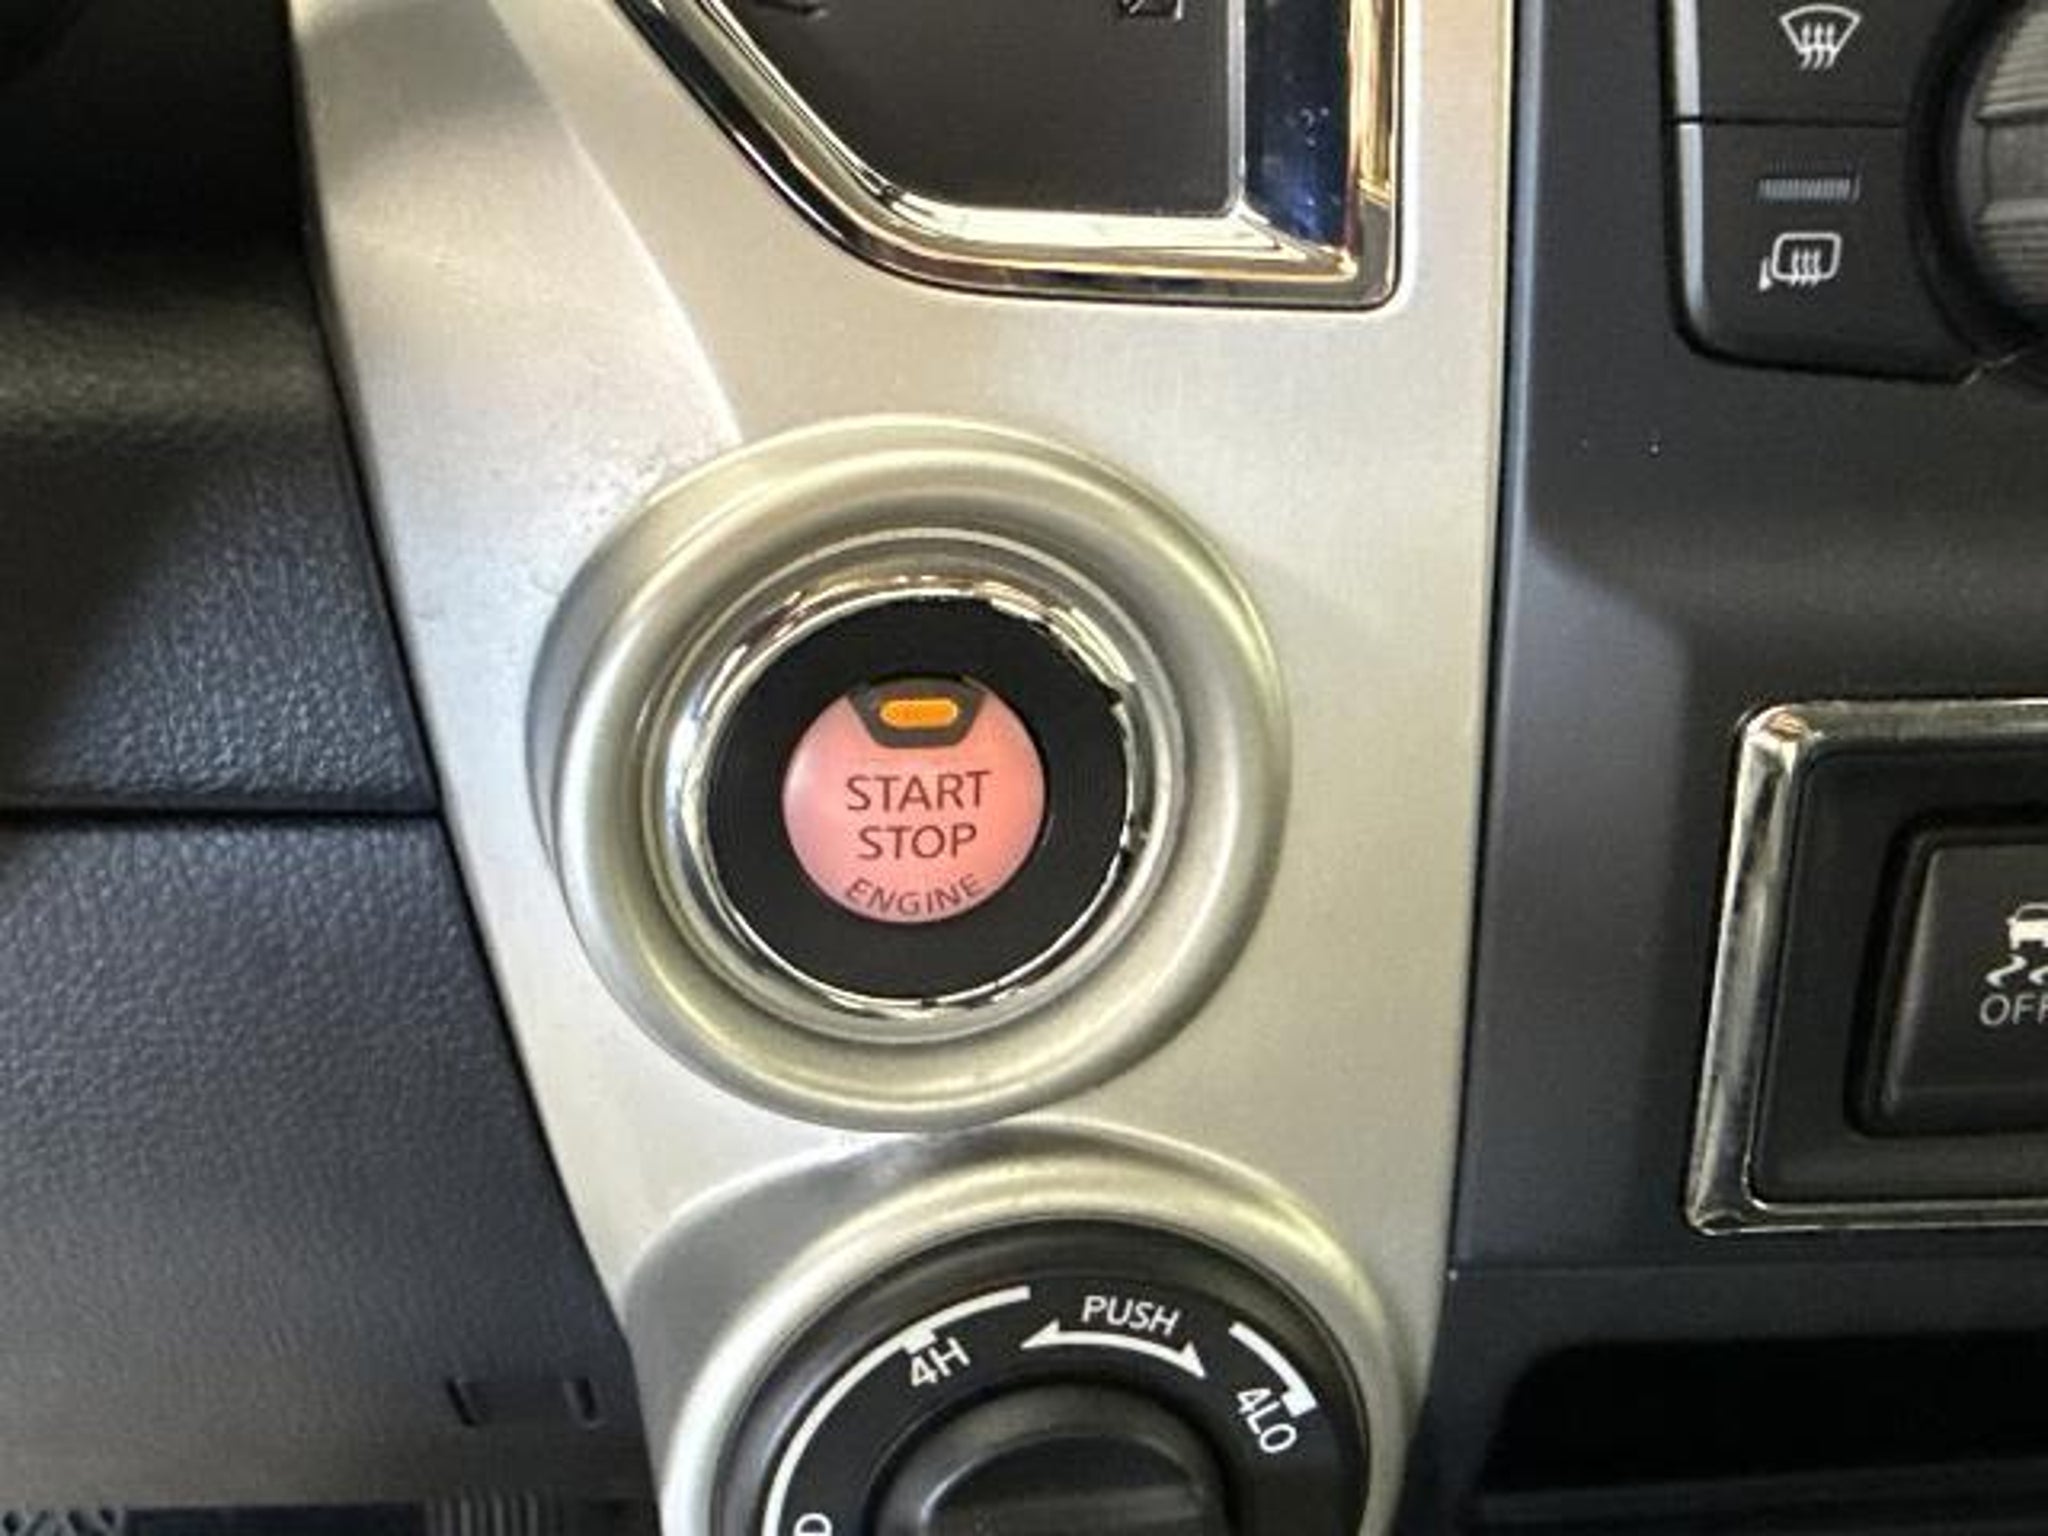 START
STOP
ENGINE
OFF
PUSH
4H
4LO